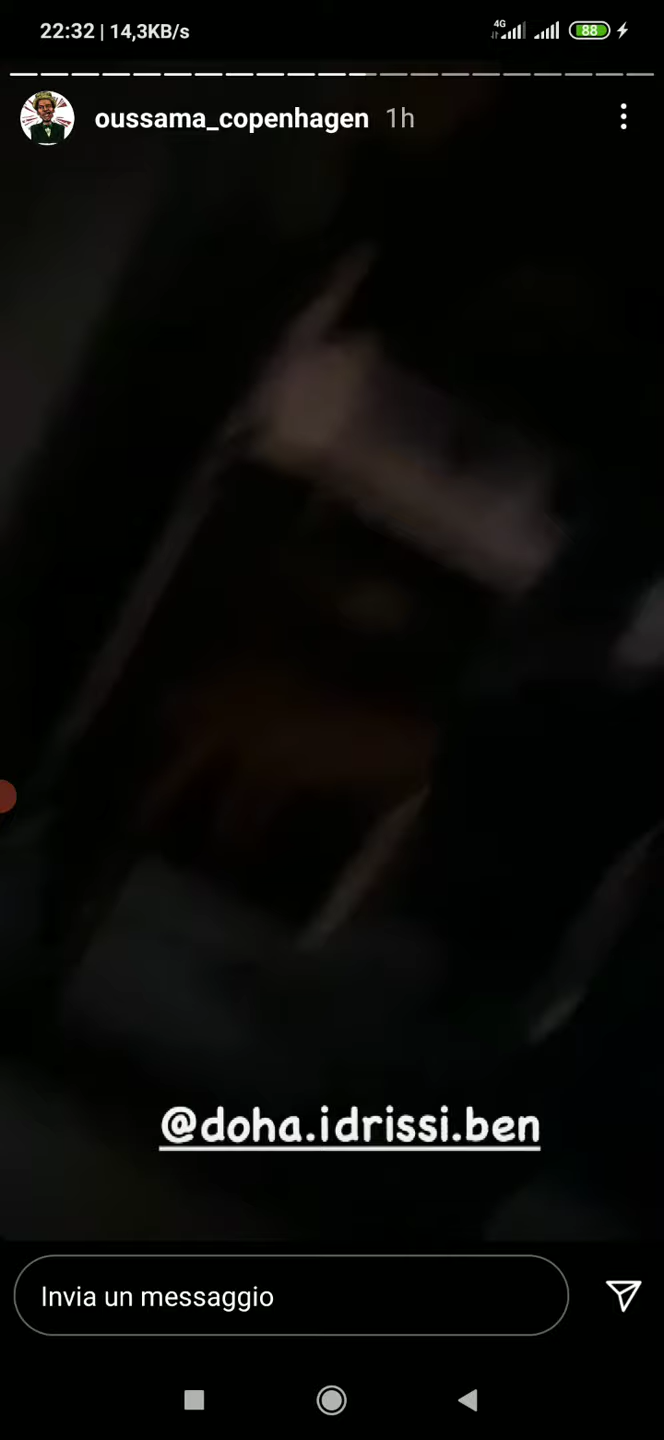 22:32 | 14,3KB/s
4G
88
oussama_copenhagen 1h
@doha.idrissi.ben
Invia un messaggio